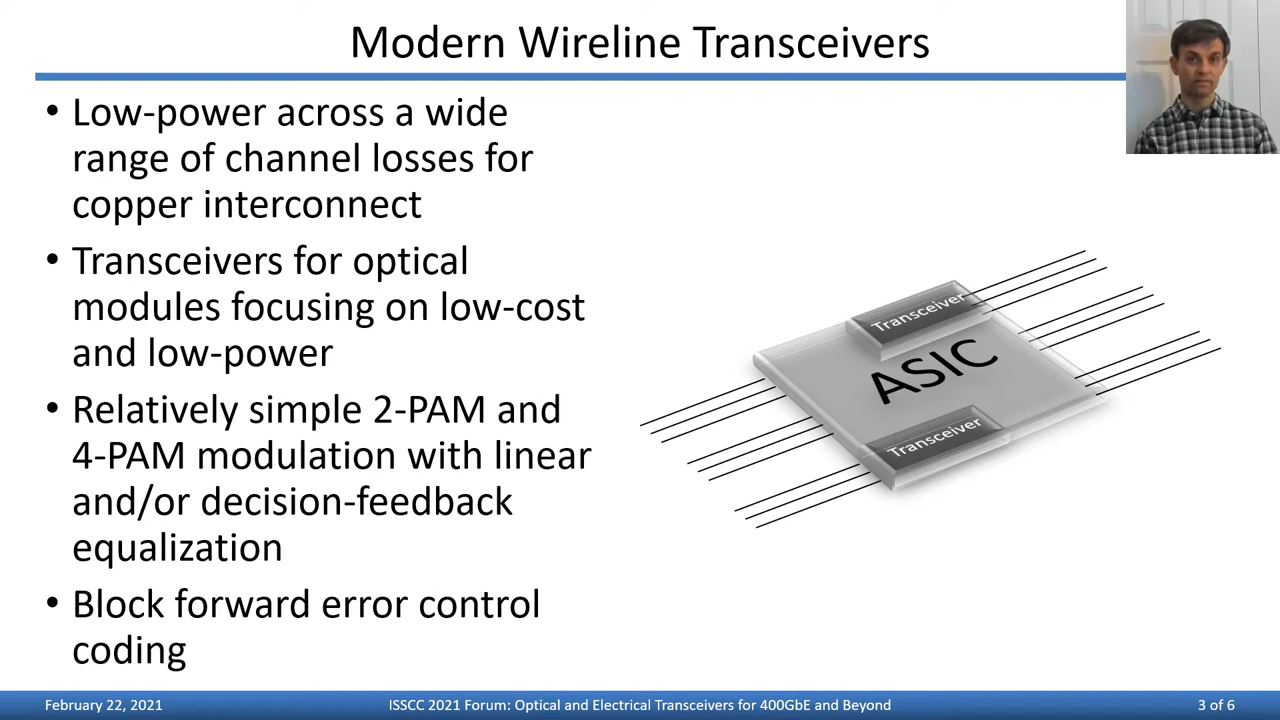 Modern Wireline Transceivers
• Low-power across a wide
range of channel losses for
copper interconnect
• Transceivers for optical
modules focusing on low-cost
and low-power
• Relatively simple 2-PAM and
4-PAM modulation with linear
and/or decision-feedback
equalization
• Block forward error control
coding
Transceiver
ASIC
Transceiver
February 22, 2021
ISSCC 2021 Forum: Optical and Electrical Transceivers for 400GbE and Beyond
3 of 6